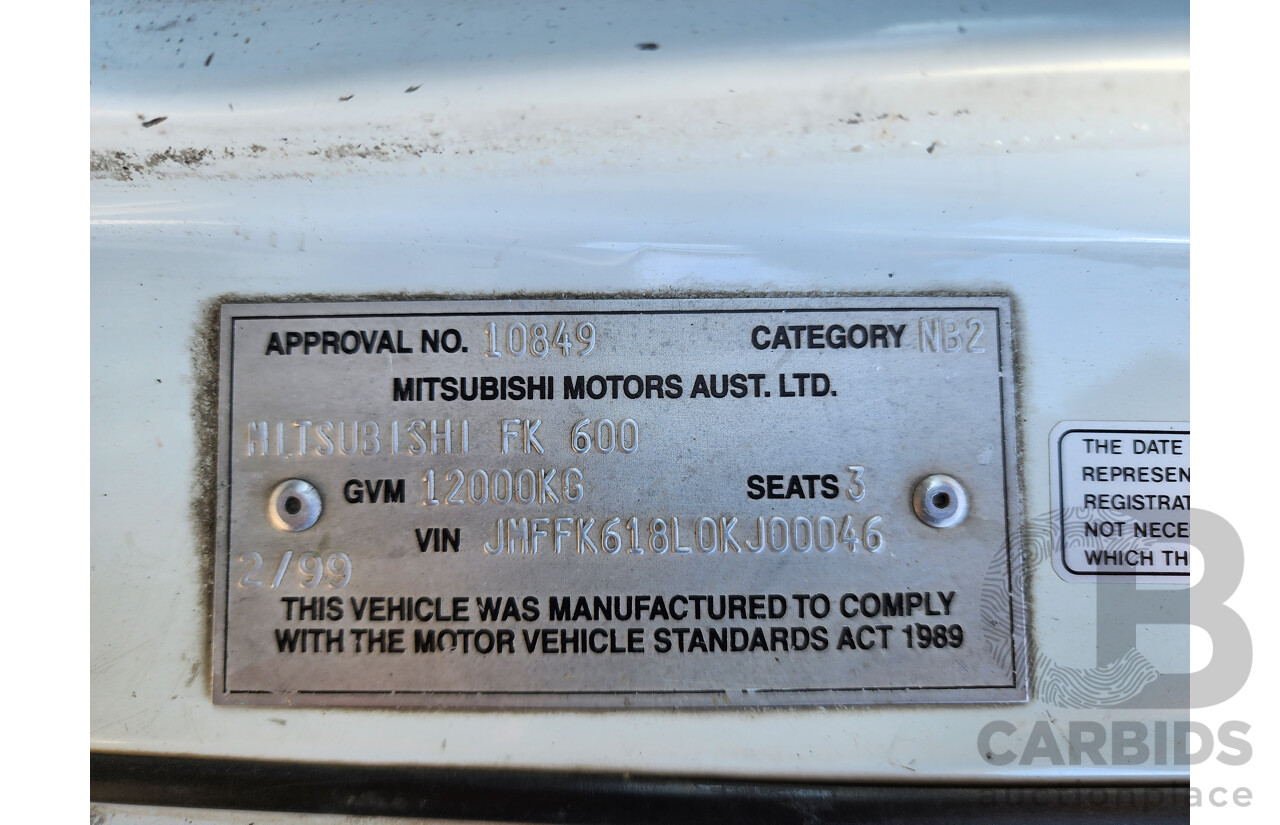 APPROVAL NO. 10849 CATEGORY NB2
MITSUBISHI MOTORS AUST. LTD.
MITSUBISHI FK 600
GVM 12000KG SEATS 3
VIN JMFFK618L0KJ00046
2/99
THIS VEHICLE WAS MANUFACTURED TO COMPLY
WITH THE MOTOR VEHICLE STANDARDS ACT 1989
THE DATE
REPRESEN
REGISTRAT
NOT NECE
WHICH TH
B
CARBIDS
auctionplace